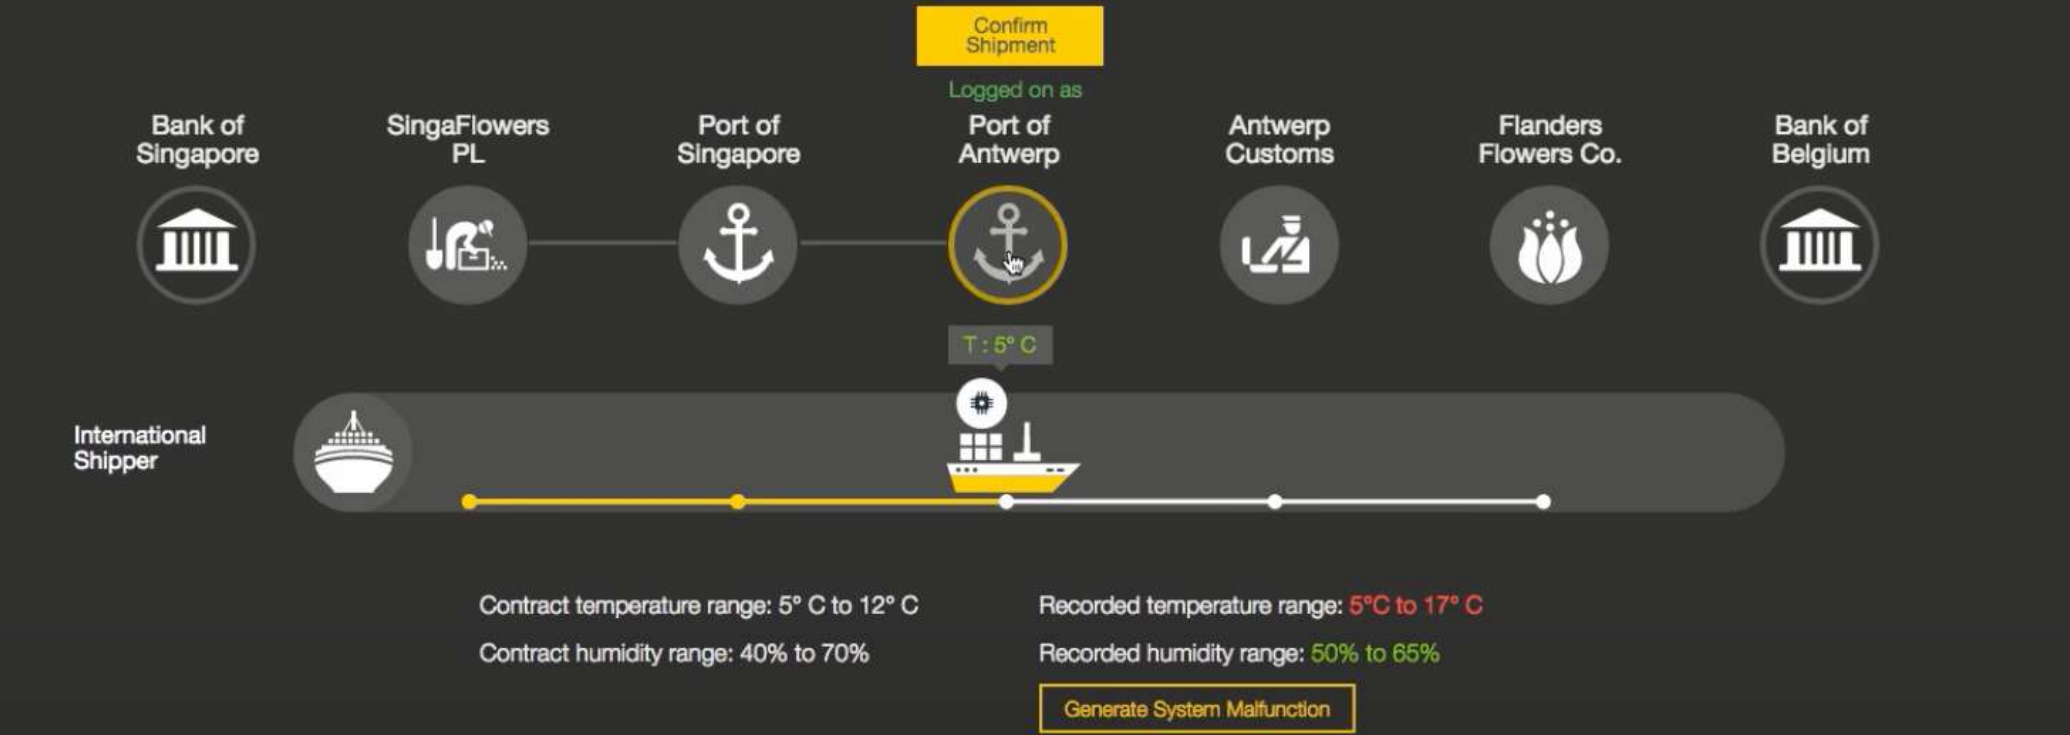 Confirm
Shipment
Logged on as
Bank of
Singapore
SingaFlowers
PL
Port of
Singapore
Port of
Antwerp
Antwerp
Customs
Flanders
Flowers Co.
Bank of
Belgium
T : 5° C
International
Shipper
Contract temperature range: 5° C to 12° C
Recorded temperature range: 5°C to 17° C
Contract humidity range: 40% to 70%
Recorded humidity range: 50% to 65%
Generate System Malfunction